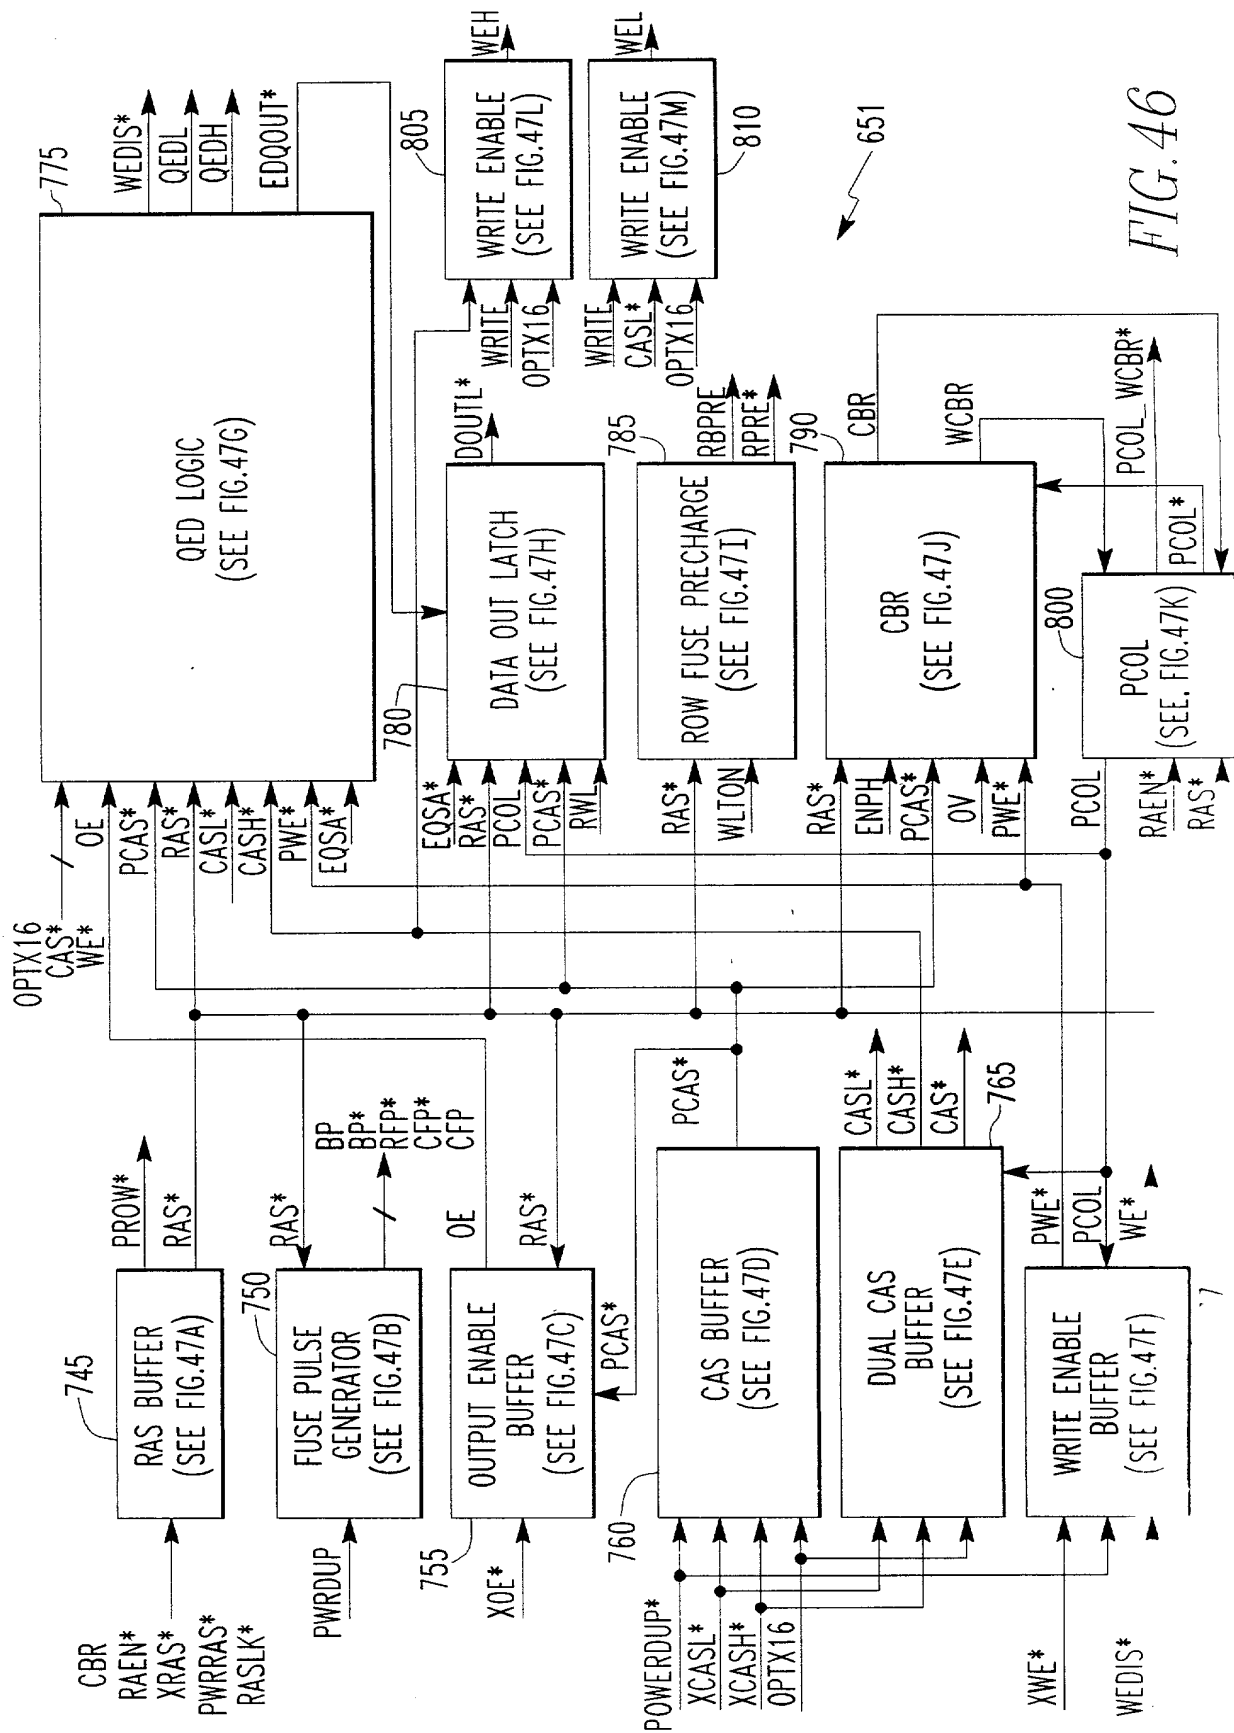 CBR
RAEN*
XRAS*
PWRRAS*
RASLK*
745
RAS BUFFER
(SEE FIG.47A)
PROW*
RAS*
PWRDUP
750
FUSE PULSE
GENERATOR
(SEE FIG.47B)
RAS*
BP
BP*
RFP*
CFP*
CFP
XOE*
755
OUTPUT ENABLE
BUFFER
(SEE FIG.47C)
OE
RAS*
PCAS*
POWERDUP*
XCASL*
XCASH*
OPTX16
760
CAS BUFFER
(SEE FIG.47D)
PCAS*
DUAL CAS
BUFFER
(SEE FIG.47E)
CASL*
CASH*
CAS*
765
XWE*
WEDIS*
WRITE ENABLE
BUFFER
(SEE FIG.47F)
PWE*
PCOL
WE*
OPTX16
CAS*
WE*
OE
PCAS*
RAS*
CASL*
CASH*
PWE*
EQSA*
QED LOGIC
(SEE FIG.47G)
775
WEDIS*
QEDL
QEDH
EDQOUT*
780
EQSA*
RAS*
PCOL
PCAS*
RWL
DATA OUT LATCH
(SEE FIG.47H)
DOUTL*
RAS*
WLTON
ROW FUSE PRECHARGE
(SEE FIG.47I)
785
RBPRE
RPRE*
RAS*
ENPH
PCAS*
OV
PWE*
CBR
(SEE FIG.47J)
790
CBR
WCBR
PCOL
RAEN*
RAS*
PCOL
(SEE. FIG.47K)
800
PCOL_WCBR*
PCOL*
WRITE
OPTX16
WRITE ENABLE
(SEE FIG.47L)
805
WEH
WRITE
CASL*
OPTX16
WRITE ENABLE
(SEE FIG.47M)
810
WEL
651
FIG. 46